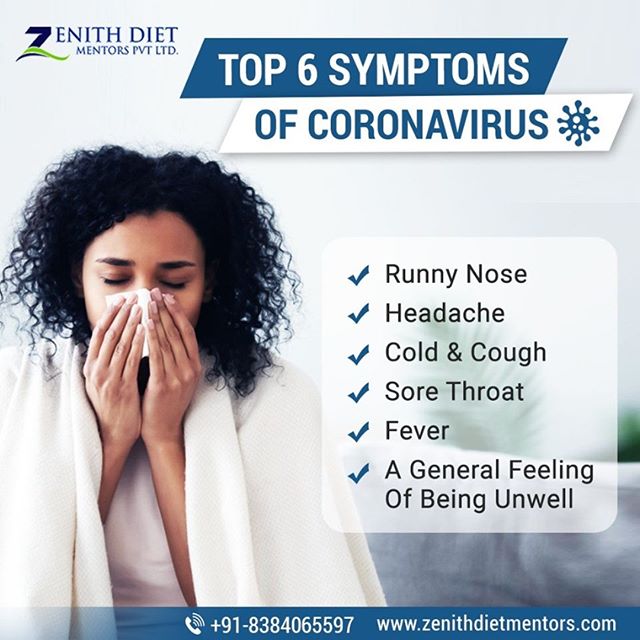 ZENITH DIET
MENTORS PVT LTD.
TOP 6 SYMPTOMS
OF CORONAVIRUS
Runny Nose
Headache
Cold & Cough
Sore Throat
Fever
A General Feeling
Of Being Unwell
+91-8384065597 www.zenithdietmentors.com